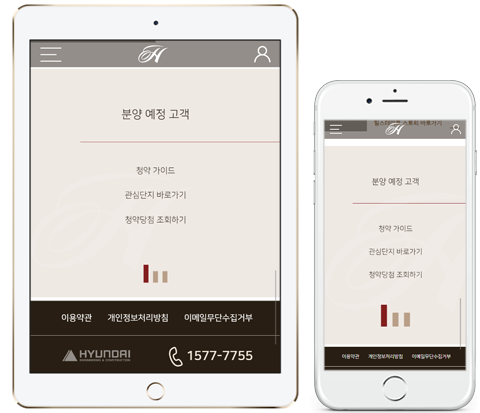 분양 예정 고객
청약 가이드
관심단지 바로가기
청약당첨 조회하기
이용약관 개인정보처리방침 이메일무단수집거부
HYUNDAI
ENGINEERING & CONSTRUCTION
1577-7755
바로가기
분양 예정 고객
청약 가이드
관심단지 바로가기
청약당첨 조회하기
이용약관 개인정보처리방침 이메일무단수집거부